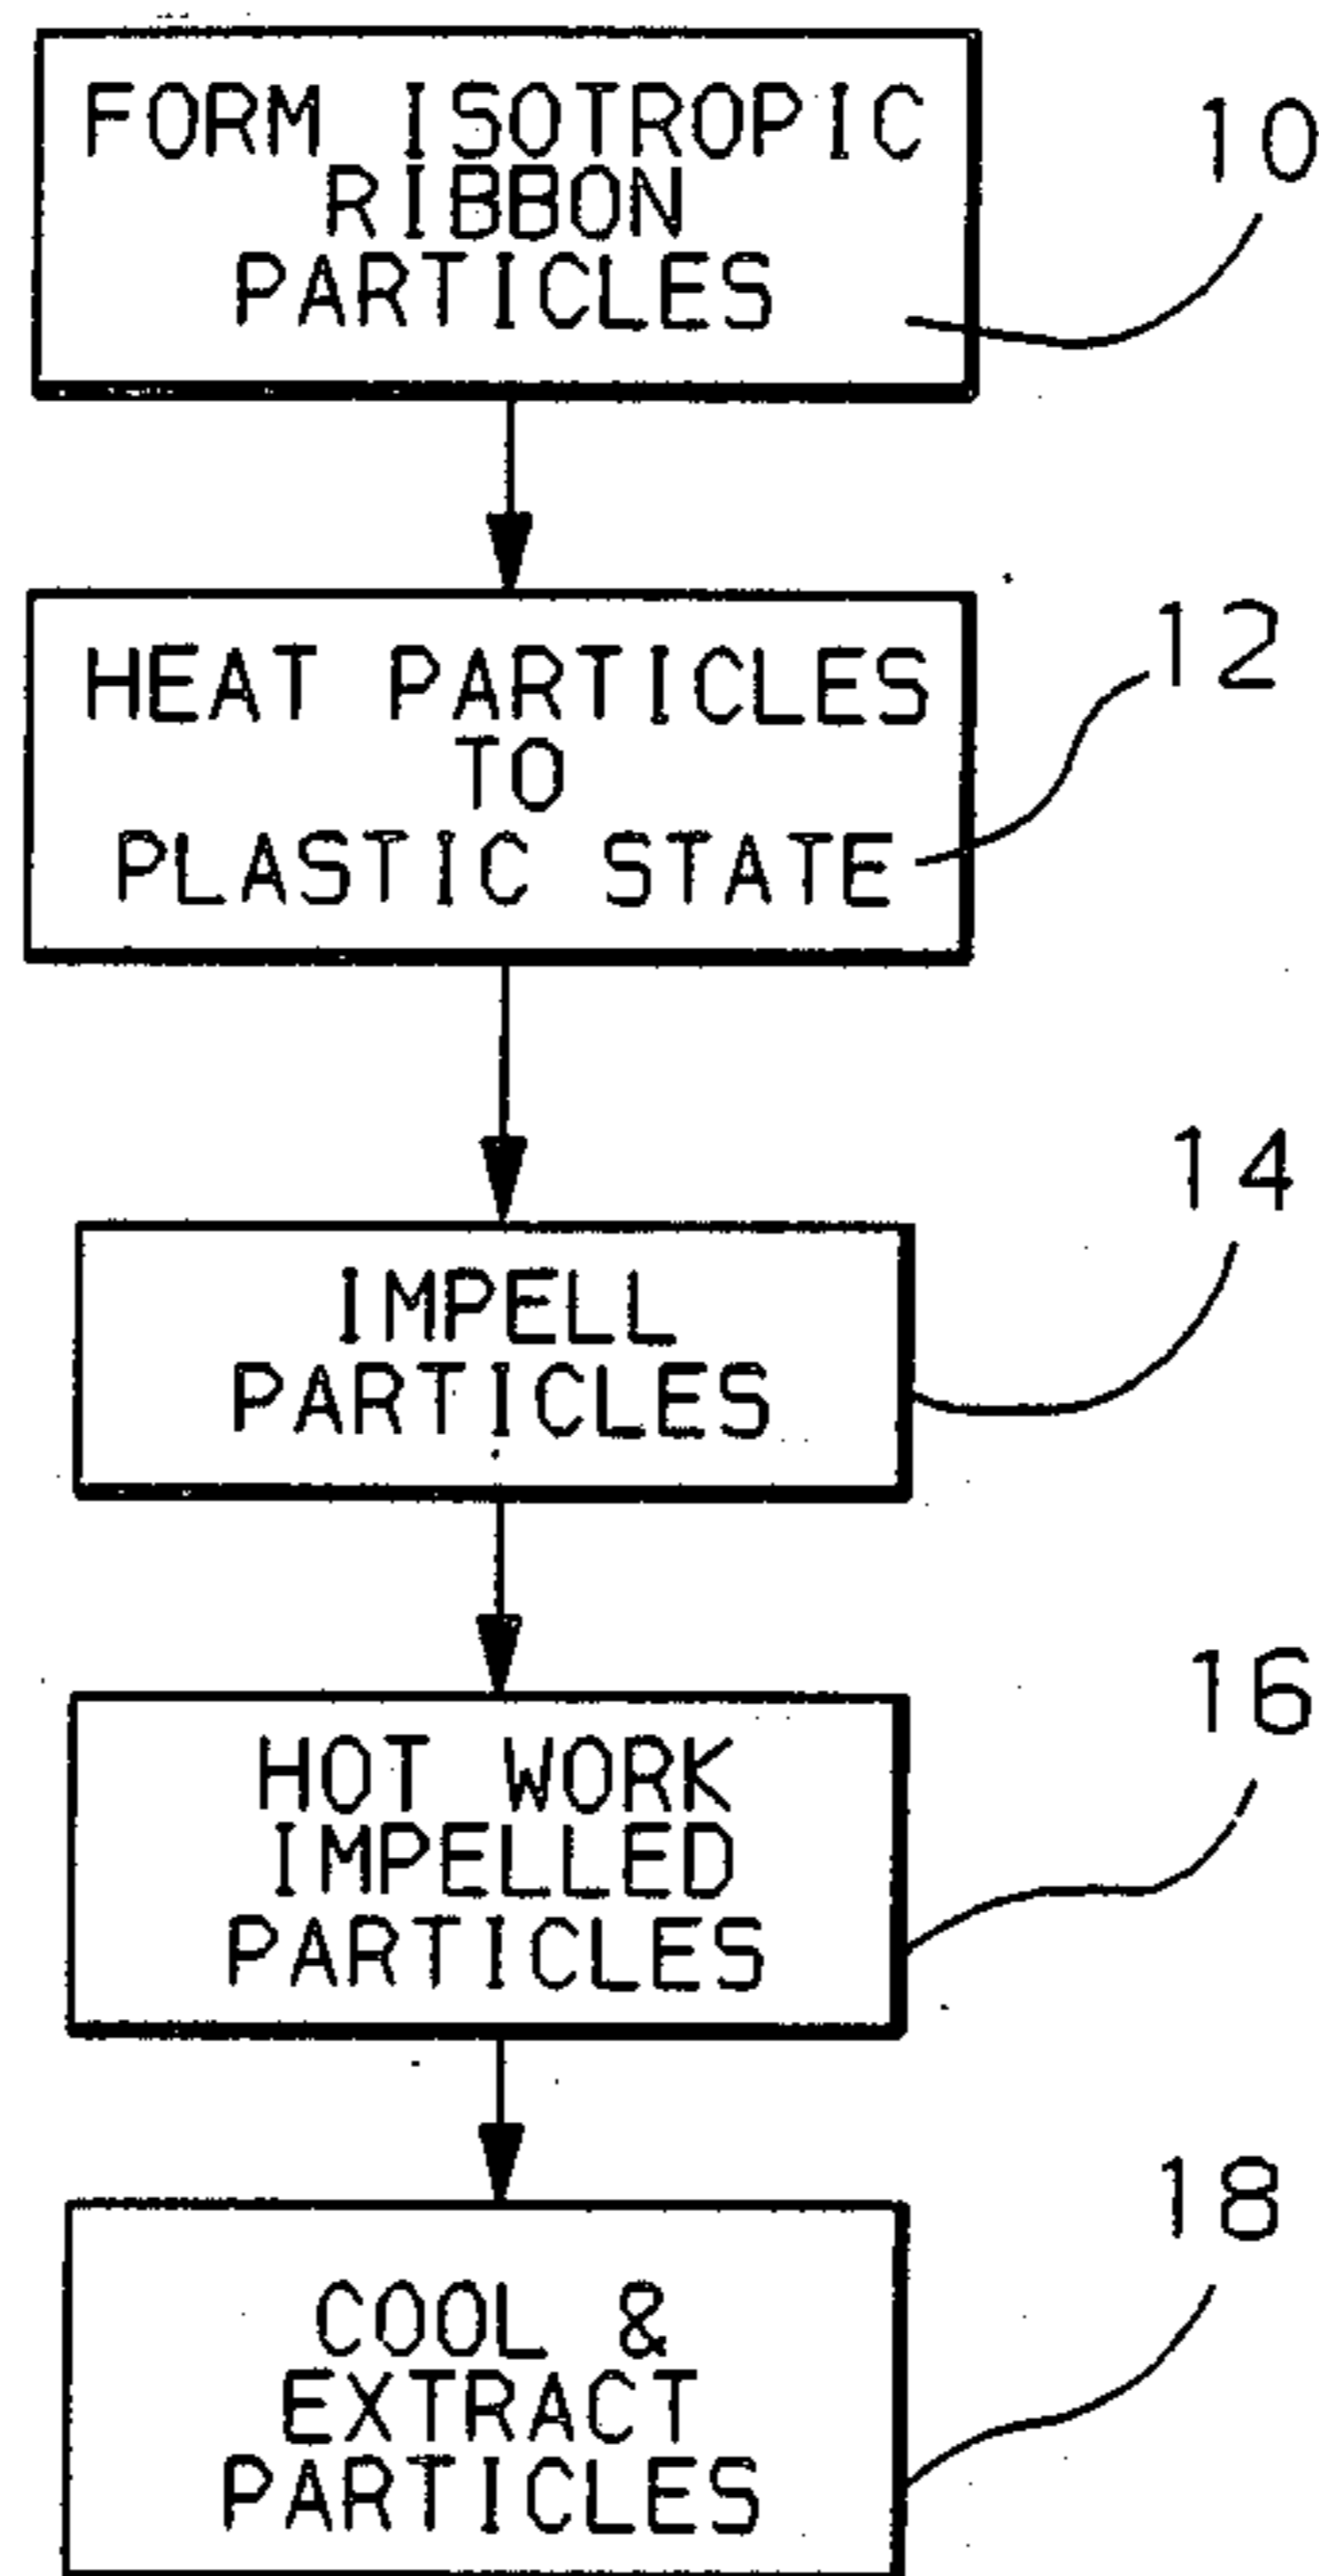 FORM ISOTROPIC
RIBBON
PARTICLES
10
HEAT PARTICLES
TO
PLASTIC STATE
12
IMPELL
PARTICLES
14
HOT WORK
IMPELLED
PARTICLES
16
COOL &
EXTRACT
PARTICLES
18